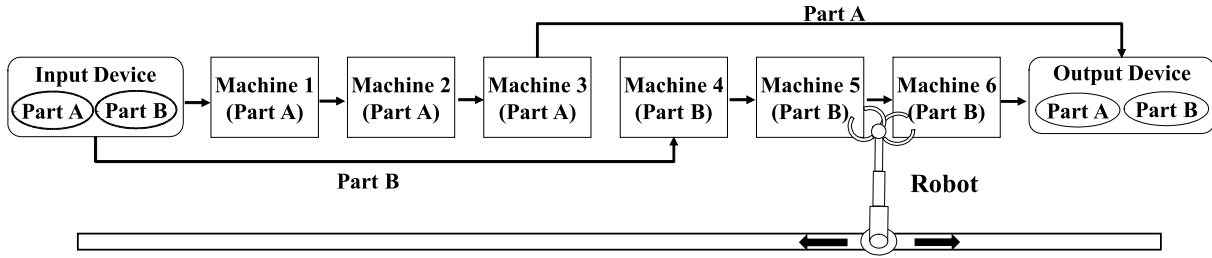 Part A
Input Device
Part A Part B
Machine 1
(Part A)
Machine 2
(Part A)
Machine 3
(Part A)
Machine 4
(Part B)
Machine 5
(Part B)
Machine 6
(Part B)
Output Device
Part A Part B
Part B
Robot